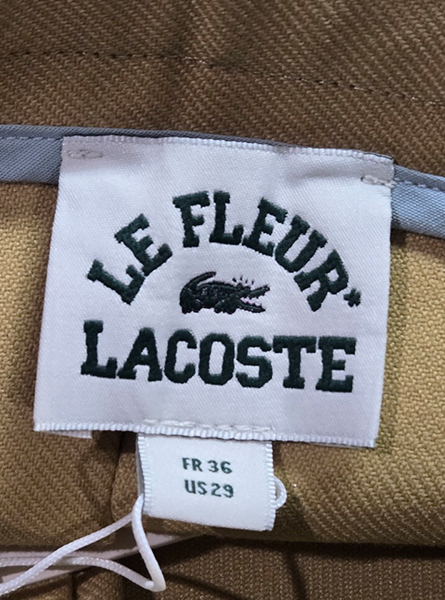 LE FLEUR*
LACOSTE
FR 36
US 29